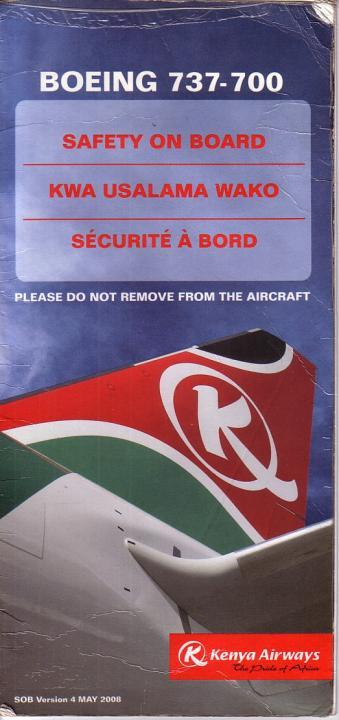 BOEING 737-700
SAFETY ON BOARD
KWA USALAMA WAKO
SÉCURITÉ À BORD
PLEASE DO NOT REMOVE FROM THE AIRCRAFT
K
K Kenya Airways
The Pride of Africa
SOB Version 4 MAY 2008